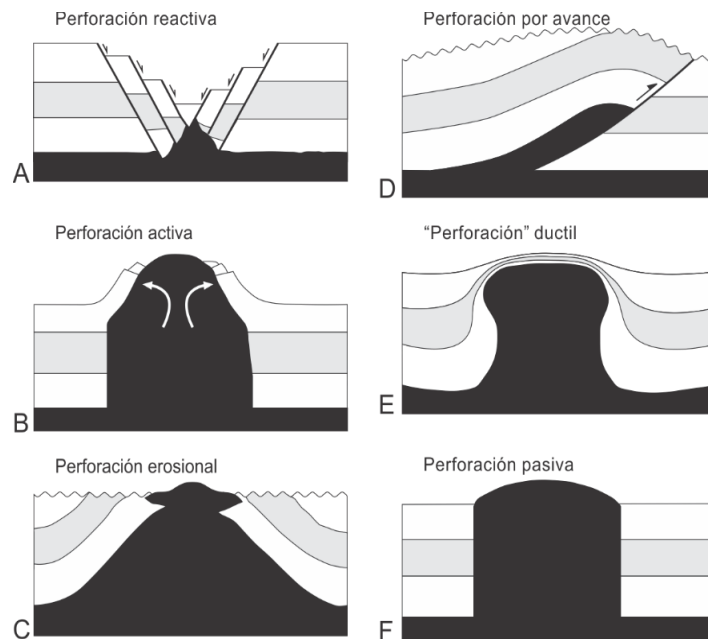 Perforación reactiva
A
Perforación por avance
D
Perforación activa
B
“Perforación” ductil
E
Perforación erosional
C
Perforación pasiva
F